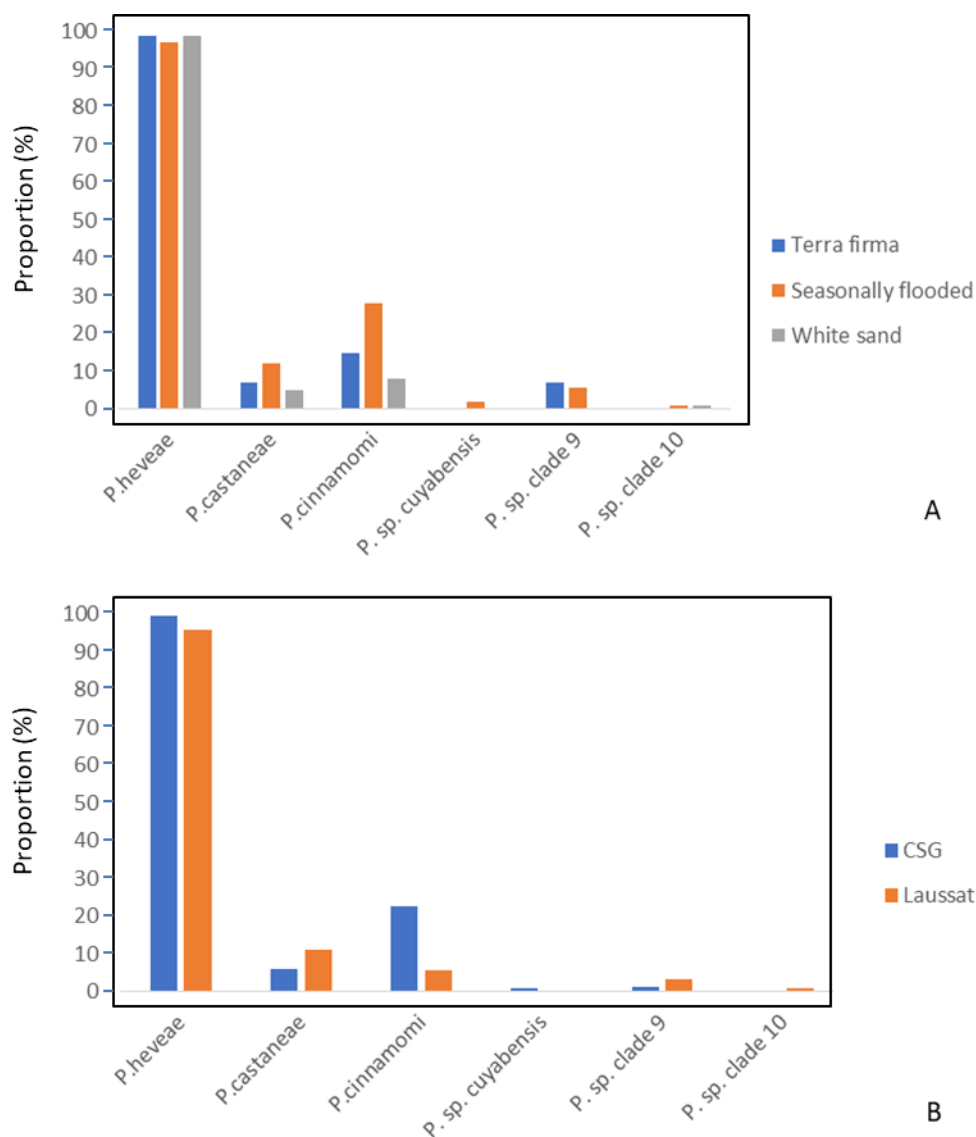 Proportion (%)
100
90
80
70
60
50
40
30
20
10
0
P.heveae
P.castaneae
P.cinnamomi
P. sp. cuyabensis
P. sp. clade 9
P. sp. clade 10
Terra firma
Seasonally flooded
White sand
A
Proportion (%)
100
90
80
70
60
50
40
30
20
10
0
P.heveae
P.castaneae
P.cinnamomi
P. sp. cuyabensis
P. sp. clade 9
P. sp. clade 10
CSG
Laussat
B